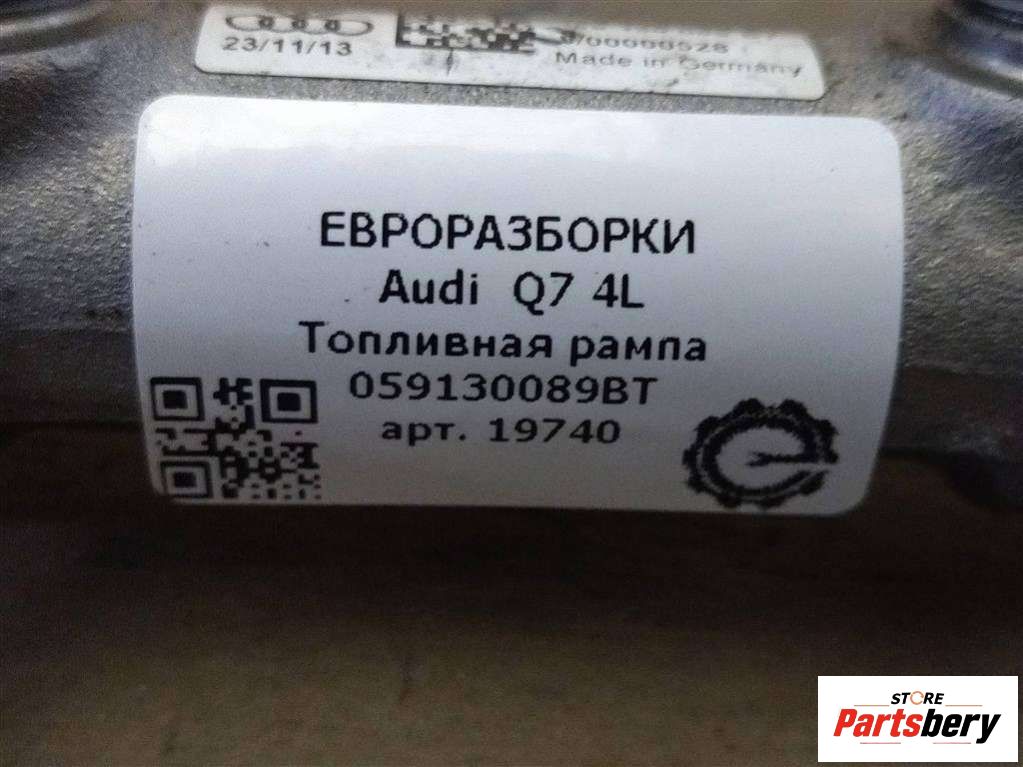 23/11/13
Made in Germany
ЕВРОРАЗБОРКИ
Audi Q7 4L
Топливная рампа
059130089BT
арт. 19740
STORE
Partsbery